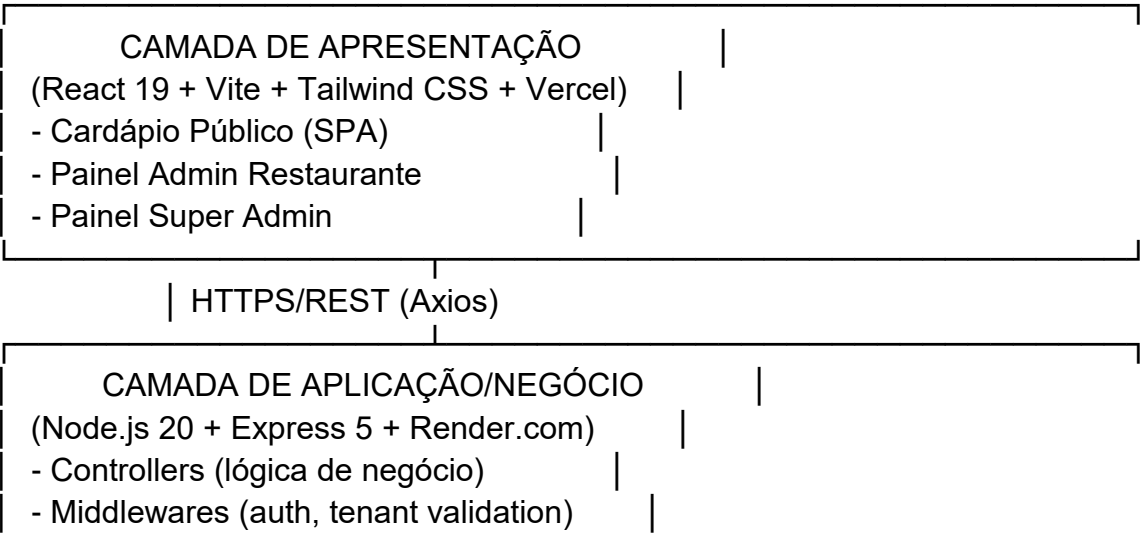 CAMADA DE APRESENTAÇÃO
(React 19 + Vite + Tailwind CSS + Vercel)
- Cardápio Público (SPA)
- Painel Admin Restaurante
- Painel Super Admin
HTTPS/REST (Axios)
CAMADA DE APLICAÇÃO/NEGÓCIO
(Node.js 20 + Express 5 + Render.com)
- Controllers (lógica de negócio)
- Middlewares (auth, tenant validation)